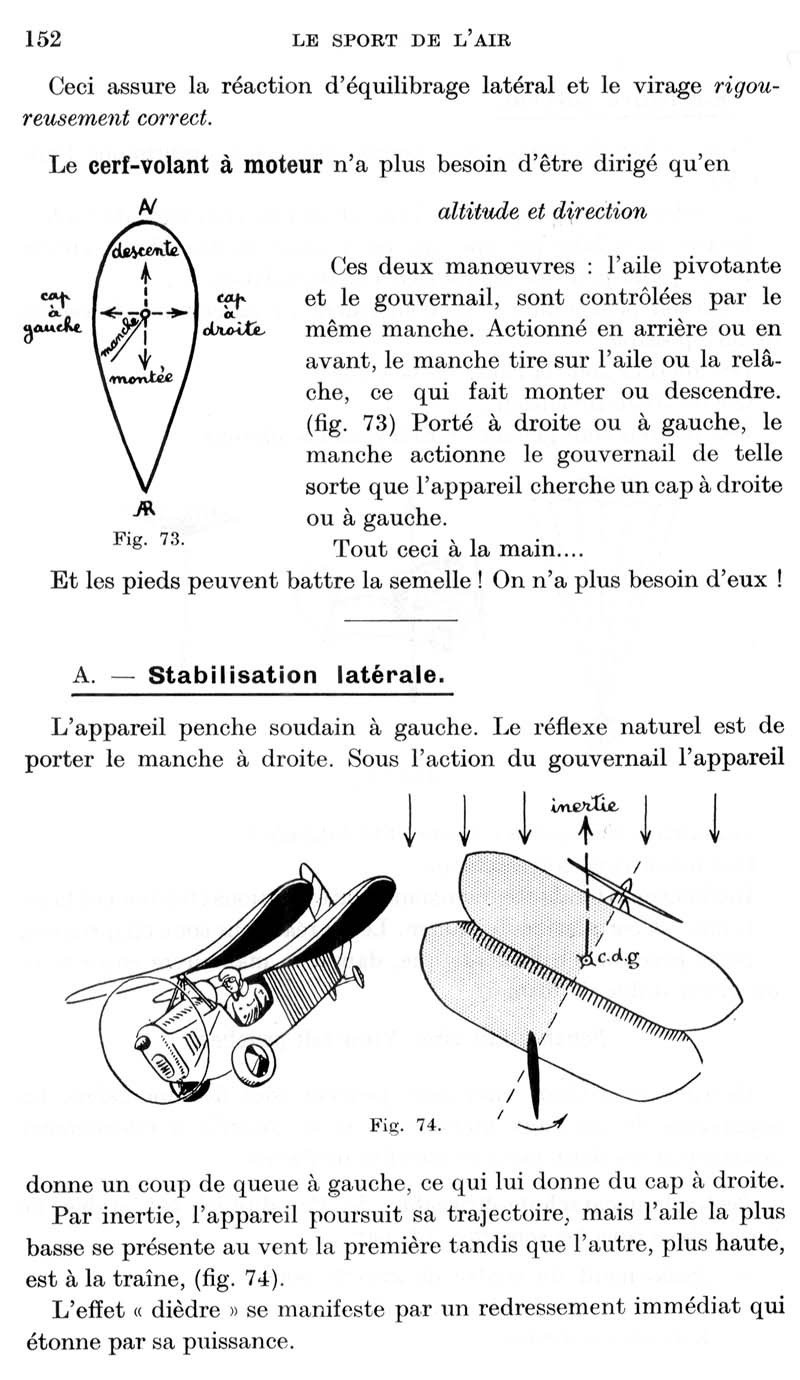 152 LE SPORT DE L'AIR
Ceci assure la réaction d'équilibrage latéral et le virage rigou-
reusement correct.
Le cerf-volant à moteur n'a plus besoin d'être dirigé qu'en
altitude et direction
AV
descente
cap
à
gauche
cap
à
droite
manche
montée
AR
Fig. 73.
Ces deux manœuvres : l'aile pivotante
et le gouvernail, sont contrôlées par le
même manche. Actionné en arrière ou en
avant, le manche tire sur l'aile ou la relâ-
che, ce qui fait monter ou descendre.
(fig. 73) Porté à droite ou à gauche, le
manche actionne le gouvernail de telle
sorte que l'appareil cherche un cap à droite
ou à gauche.
Tout ceci à la main....
Et les pieds peuvent battre la semelle ! On n'a plus besoin d'eux !
A. — Stabilisation latérale.
L'appareil penche soudain à gauche. Le réflexe naturel est de
porter le manche à droite. Sous l'action du gouvernail l'appareil
inertie
c.d.g
Fig. 74.
donne un coup de queue à gauche, ce qui lui donne du cap à droite.
Par inertie, l'appareil poursuit sa trajectoire, mais l'aile la plus
basse se présente au vent la première tandis que l'autre, plus haute,
est à la traîne, (fig. 74).
L'effet « dièdre » se manifeste par un redressement immédiat qui
étonne par sa puissance.